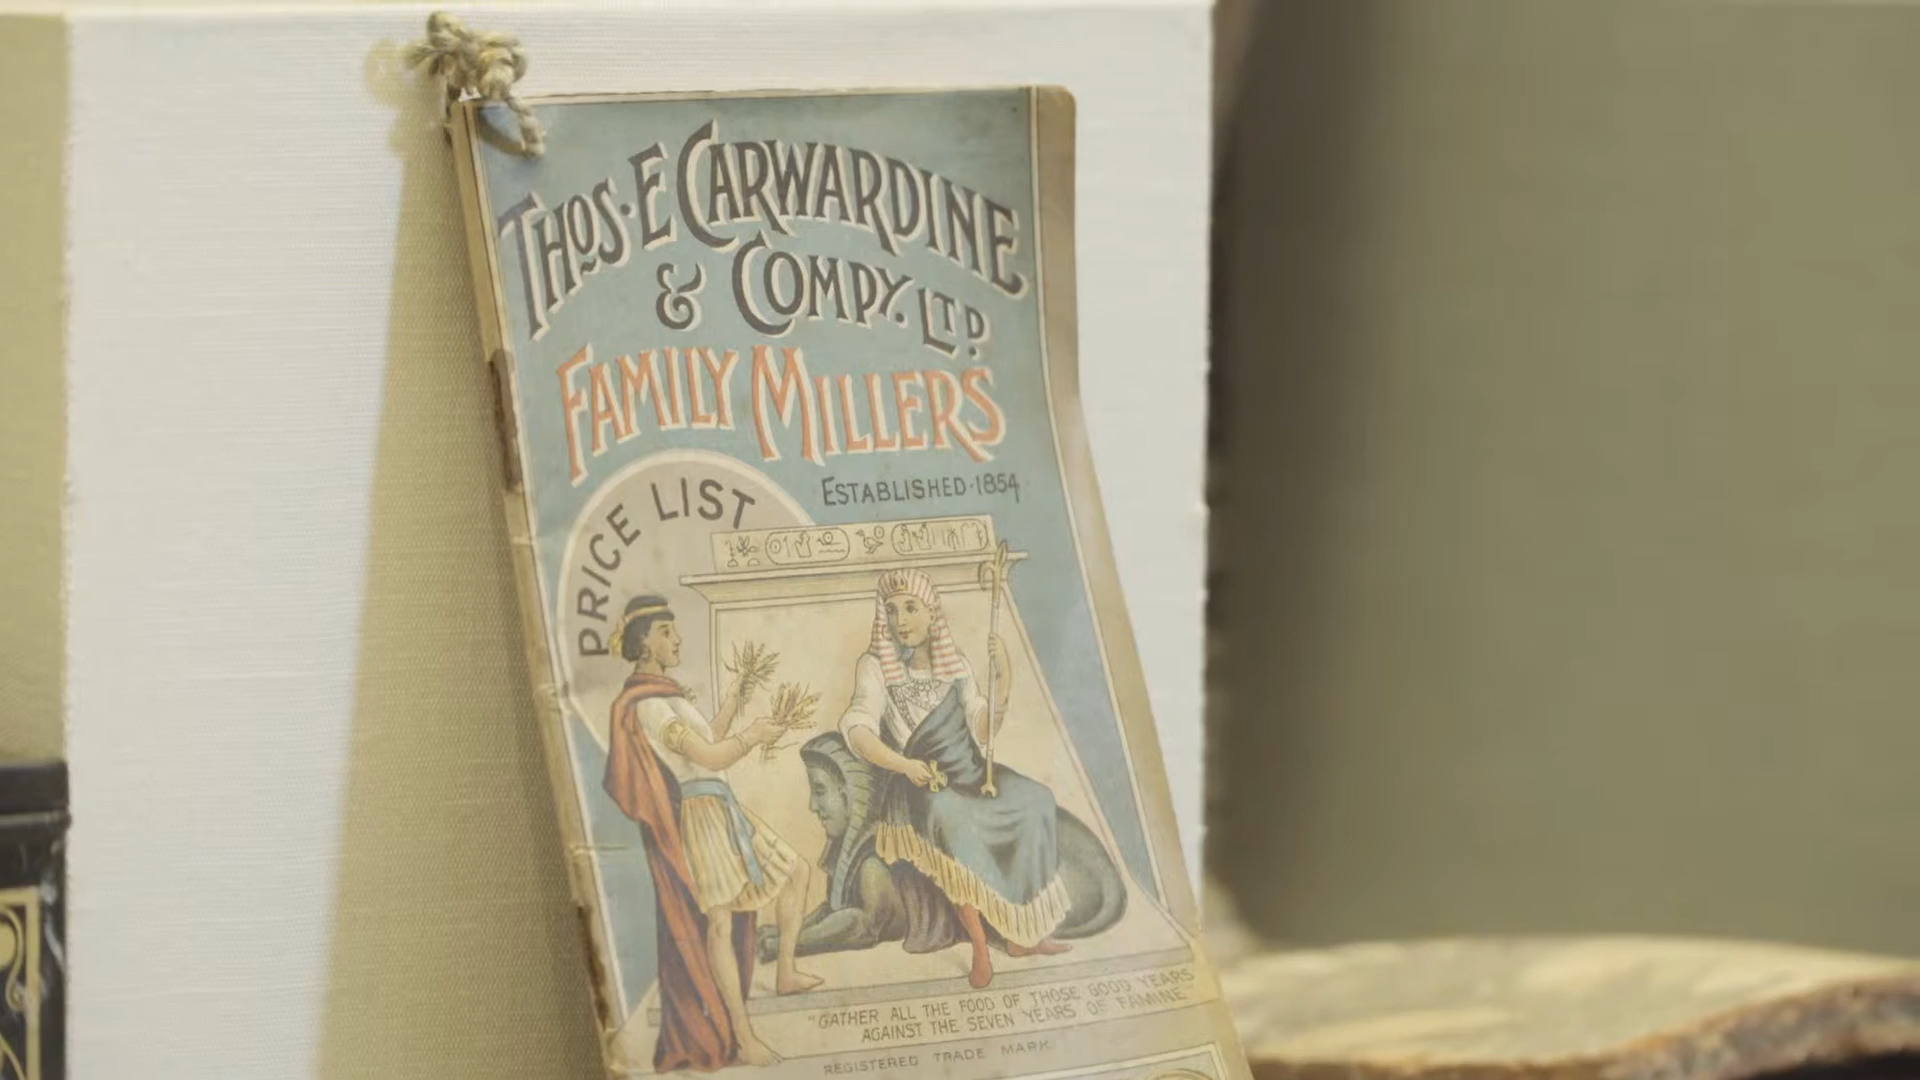 THOS. E CARWARDINE
& COMPY. LTD
FAMILY MILLERS
ESTABLISHED · 1854
PRICE LIST
"GATHER ALL THE FOOD OF THOSE GOOD YEARS
AGAINST THE SEVEN YEARS OF FAMINE"
REGISTERED TRADE MARK